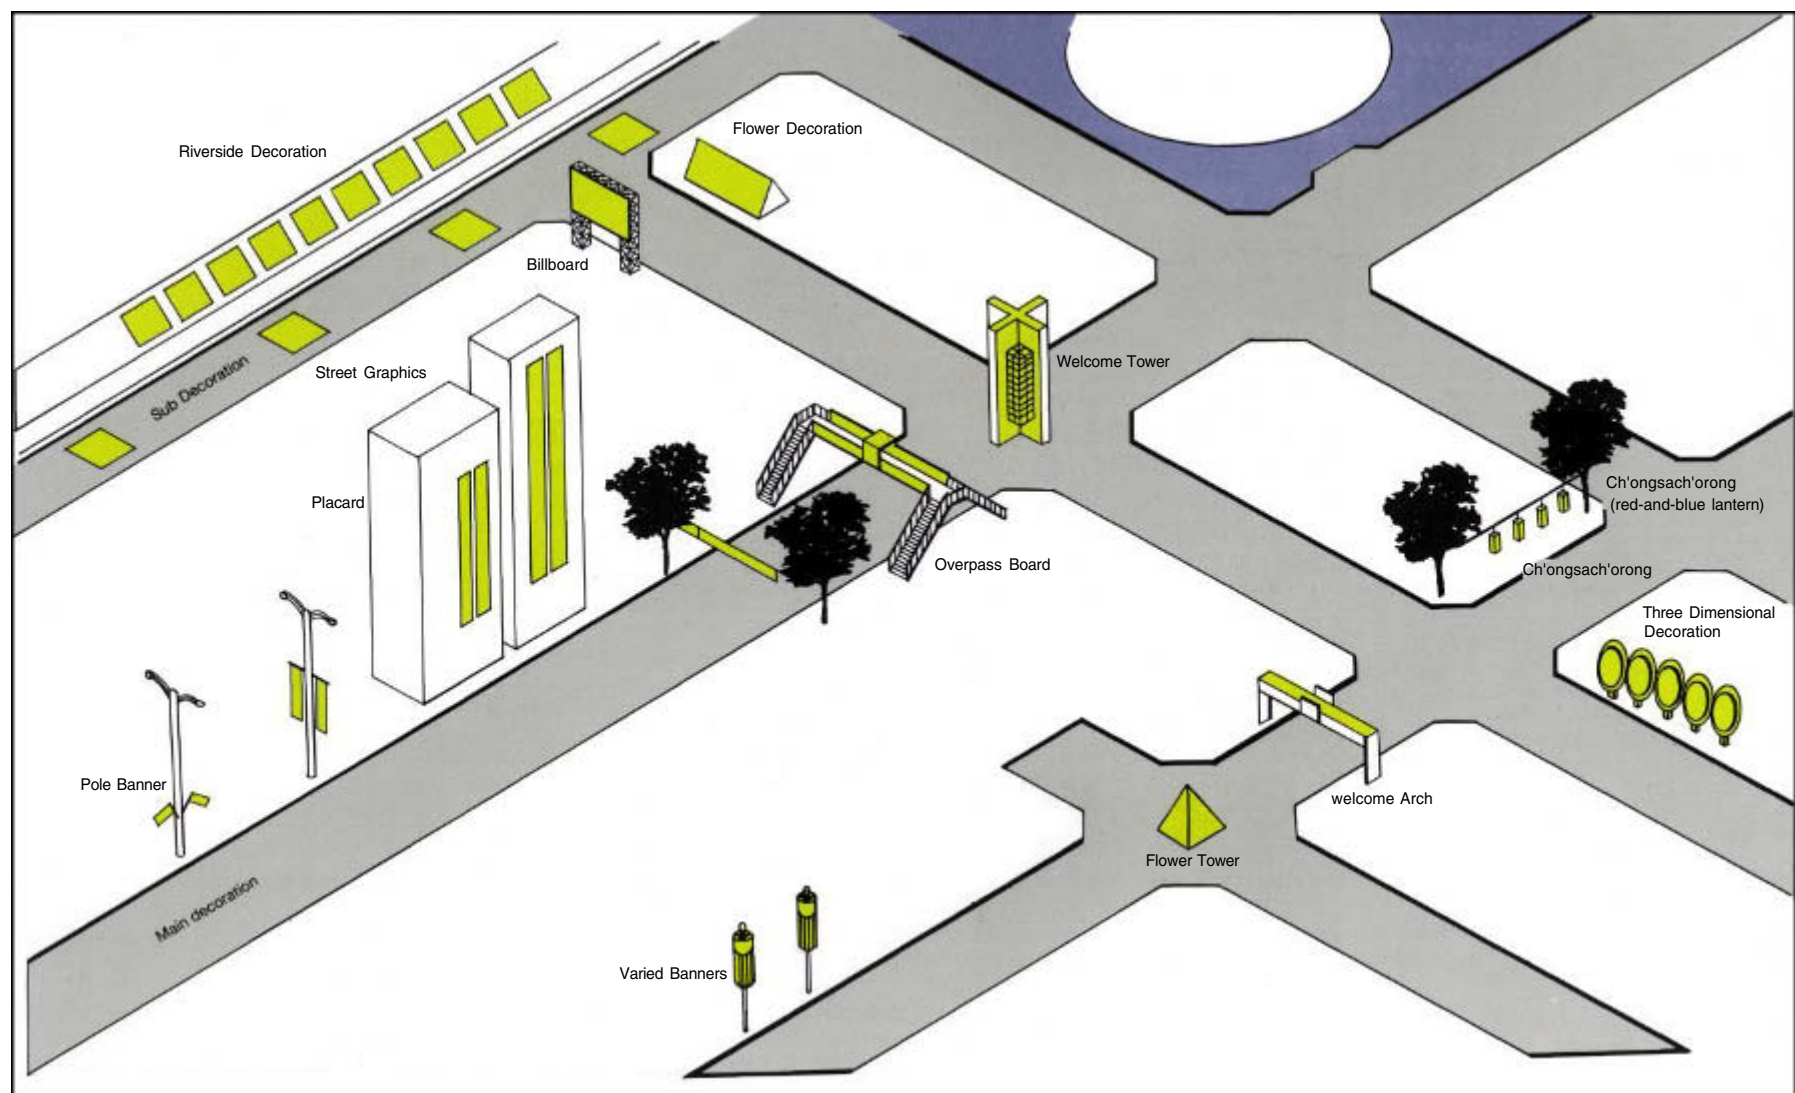 Flower Decoration
Riverside Decoration
Billboard
Welcome Tower
Street Graphics
Sub Decoration
Ch'ongsach'orong
(red-and-blue lantern)
Placard
Overpass Board
Ch'ongsach'orong
Three Dimensional
Decoration
Pole Banner
welcome Arch
Flower Tower
Main decoration
Varied Banners